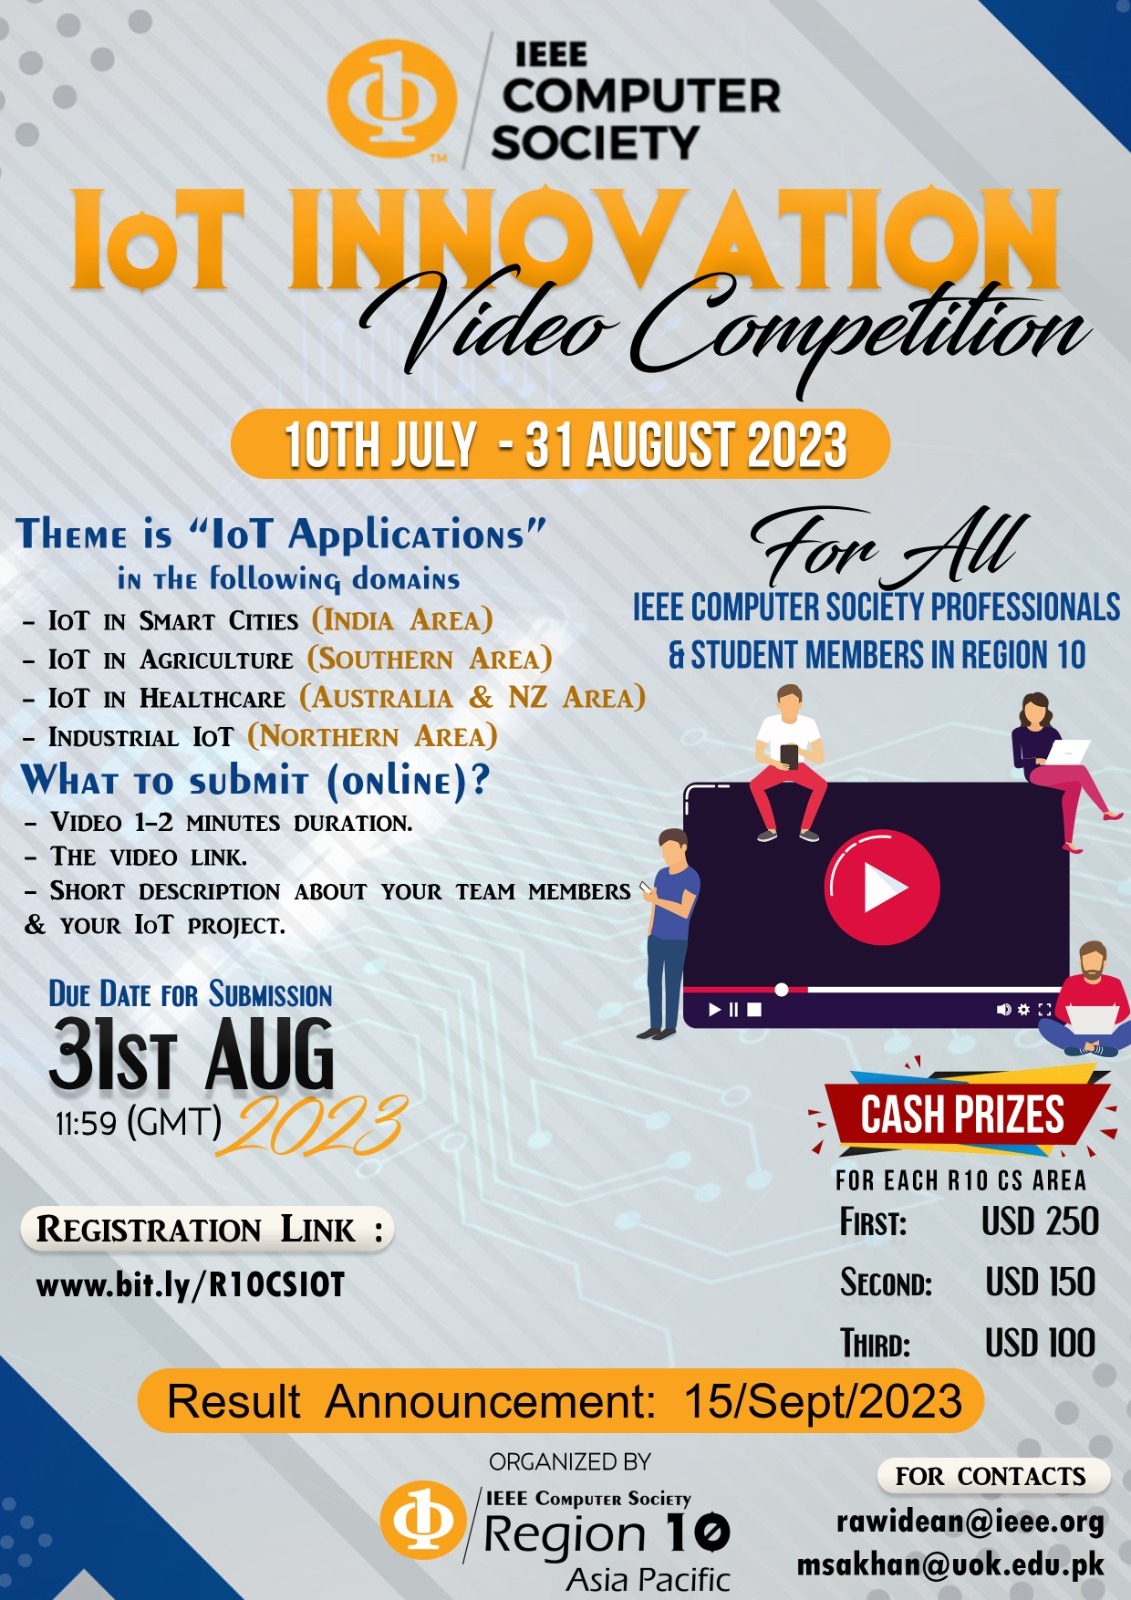 IEEE
COMPUTER
SOCIETY
TM
IoT INNOVATION
Video Competition
10TH JULY - 31 AUGUST 2023
Theme is “IoT Applications”
in the following domains
- IoT in Smart Cities (India Area)
- IoT in Agriculture (Southern Area)
- IoT in Healthcare (Australia & NZ Area)
- Industrial IoT (Northern Area)
What to submit (online)?
- Video 1-2 minutes duration.
- The video link.
- Short description about your team members
& your IoT project.
Due Date for Submission
31st AUG
11:59 (GMT) 2023
Registration Link :
www.bit.ly/R10CSIOT
For All
IEEE COMPUTER SOCIETY PROFESSIONALS
& STUDENT MEMBERS IN REGION 10
CASH PRIZES
FOR EACH R10 CS AREA
First: USD 250
Second: USD 150
Third: USD 100
Result Announcement: 15/Sept/2023
ORGANIZED BY
IEEE Computer Society
Region 10
Asia Pacific
FOR CONTACTS
rawidean@ieee.org
msakhan@uok.edu.pk